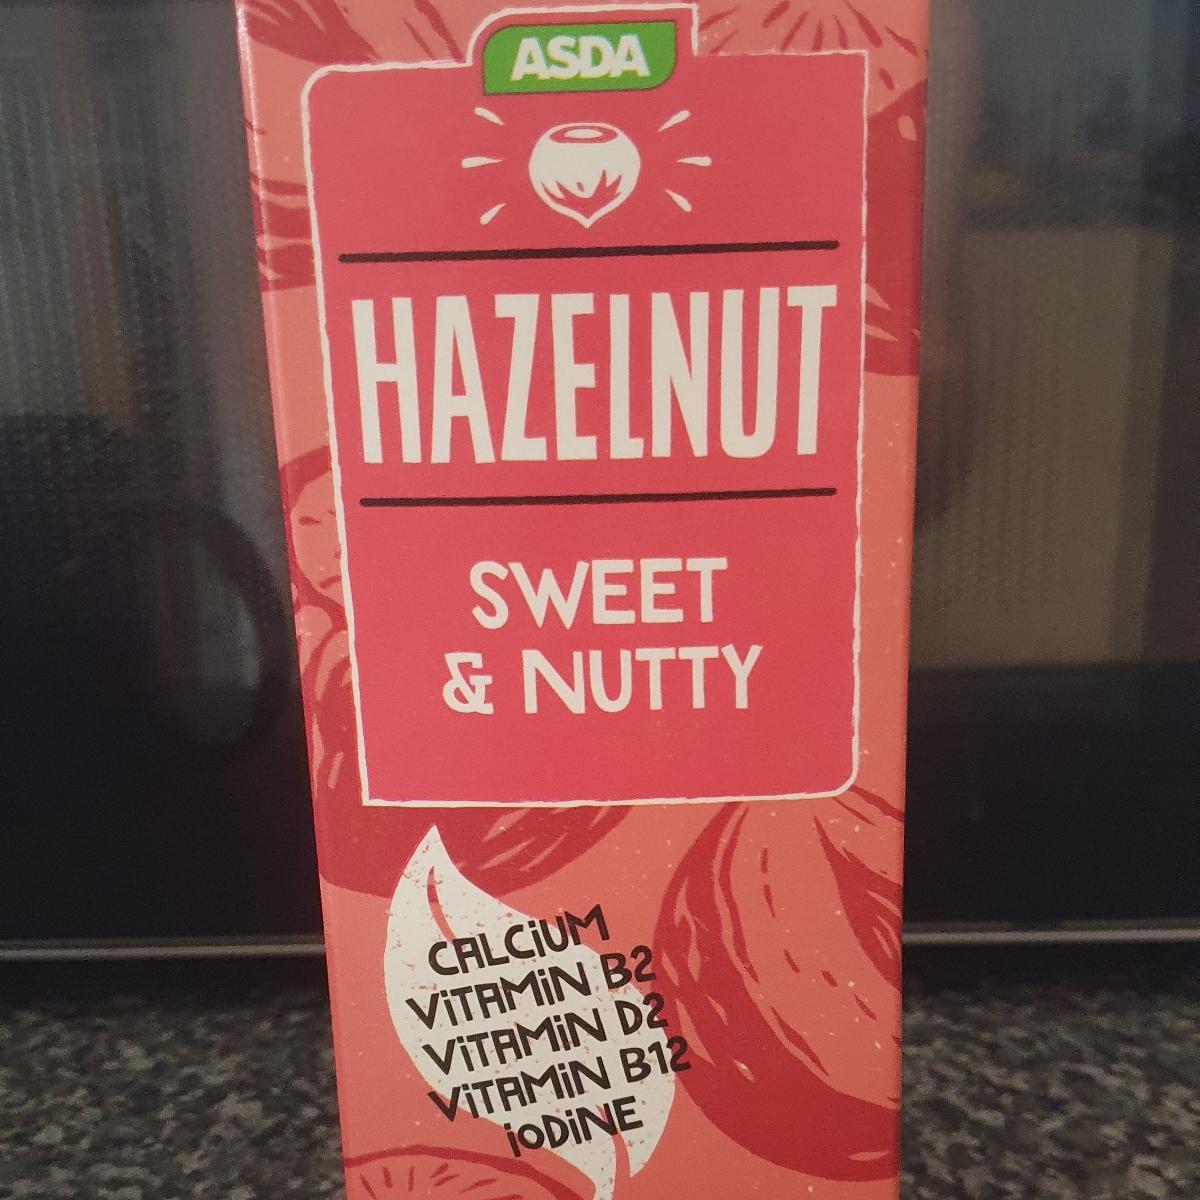 ASDA
HAZELNUT
SWEET
& NUTTY
CALCiUM
ViTAMiN B2
ViTAMiN D2
ViTAMiN B12
iODiNE